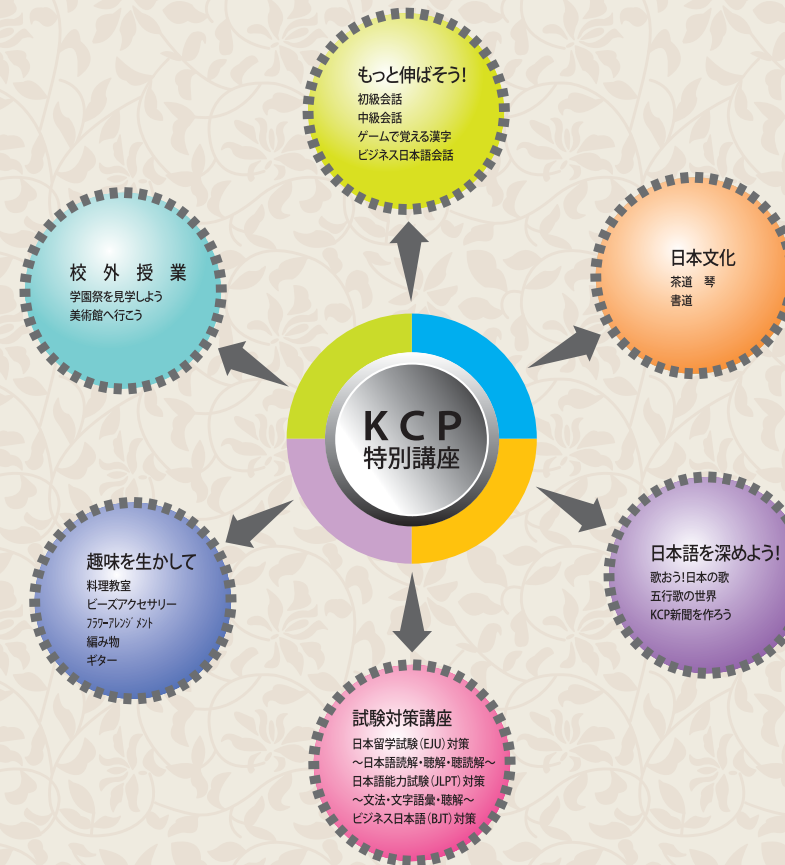 もっと伸ばそう!
初級会話
中級会話
ゲームで覚える漢字
ビジネス日本語会話
日本文化
茶道 琴
書道
校外授業
学園祭を見学しよう
美術館へ行こう
KCP
特別講座
日本語を深めよう!
歌おう!日本の歌
五行歌の世界
KCP新聞を作ろう
趣味を生かして
料理教室
ビーズアクセサリー
フラワーアレンジメント
編み物
ギター
試験対策講座
日本留学試験(EJU)対策
~日本語読解・聴解・聴読解~
日本語能力試験(JLPT)対策
~文法・文字語彙・聴解~
ビジネス日本語(BJT)対策